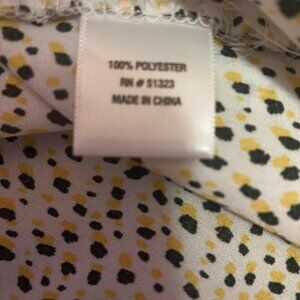 100% POLYESTER
RN # 51323
MADE IN CHINA